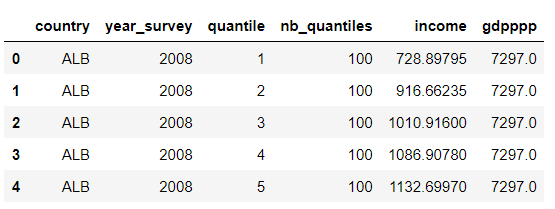 country year_survey quantile nb_quantiles income gdpppp
0 ALB 2008 1 100 728.89795 7297.0
1 ALB 2008 2 100 916.66235 7297.0
2 ALB 2008 3 100 1010.91600 7297.0
3 ALB 2008 4 100 1086.90780 7297.0
4 ALB 2008 5 100 1132.69970 7297.0